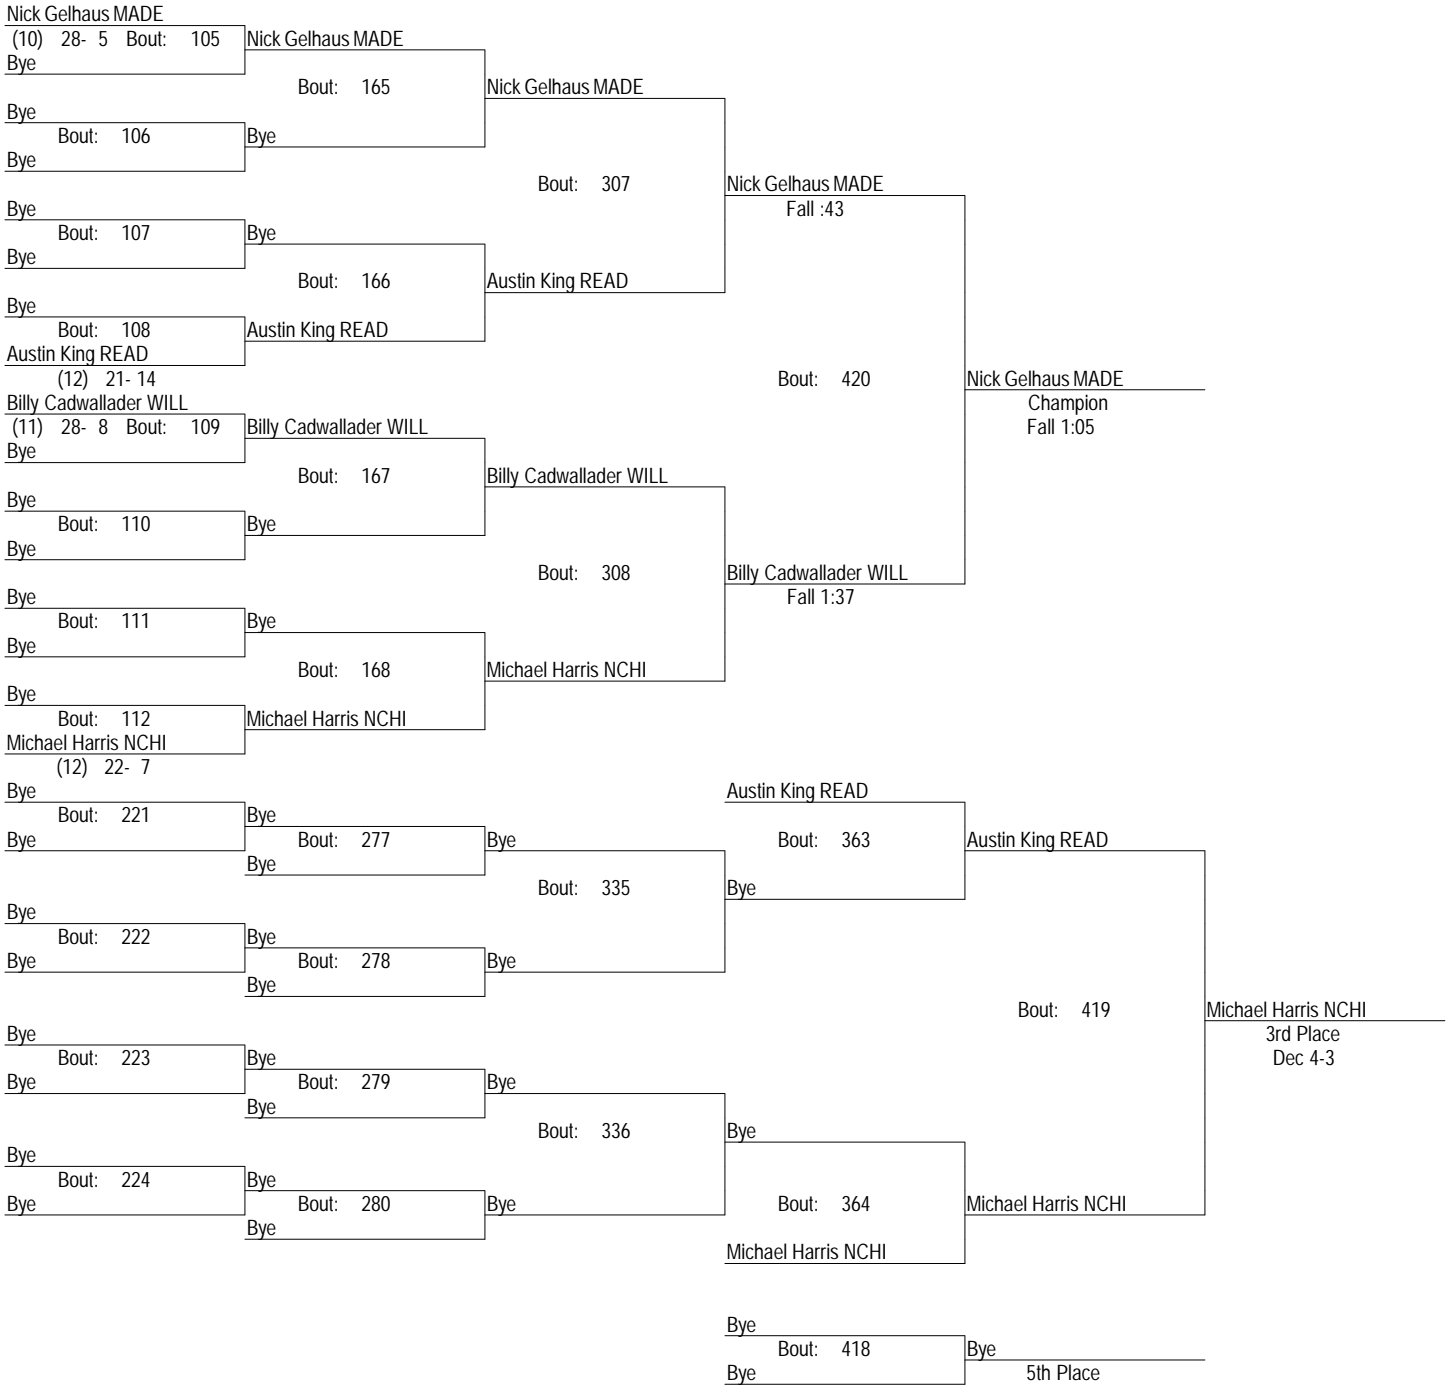 Nick Gelhaus MADE
(10) 28- 5 Bout: 105 Nick Gelhaus MADE
Bye
Bout: 165 Nick Gelhaus MADE
Bye
Bout: 106 Bye
Bye
Bout: 307 Nick Gelhaus MADE
Bye Fall :43
Bout: 107 Bye
Bye
Bout: 166 Austin King READ
Bye
Bout: 108 Austin King READ
Austin King READ
(12) 21- 14 Bout: 420 Nick Gelhaus MADE
Billy Cadwallader WILL Champion
(11) 28- 8 Bout: 109 Billy Cadwallader WILL Fall 1:05
Bye
Bout: 167 Billy Cadwallader WILL
Bye
Bout: 110 Bye
Bye
Bout: 308 Billy Cadwallader WILL
Bye Fall 1:37
Bout: 111 Bye
Bye
Bout: 168 Michael Harris NCHI
Bye
Bout: 112 Michael Harris NCHI
Michael Harris NCHI
(12) 22- 7
Bye Austin King READ
Bout: 221 Bye
Bye Bout: 277 Bye Bout: 363 Austin King READ
Bye
Bout: 335 Bye
Bye
Bout: 222 Bye
Bye Bout: 278 Bye
Bye
Bout: 419 Michael Harris NCHI
Bye 3rd Place
Bout: 223 Bye Dec 4-3
Bye Bout: 279 Bye
Bye
Bout: 336 Bye
Bye
Bout: 224 Bye
Bye Bout: 280 Bye Bout: 364 Michael Harris NCHI
Bye
Michael Harris NCHI
Bye
Bout: 418 Bye
Bye 5th Place